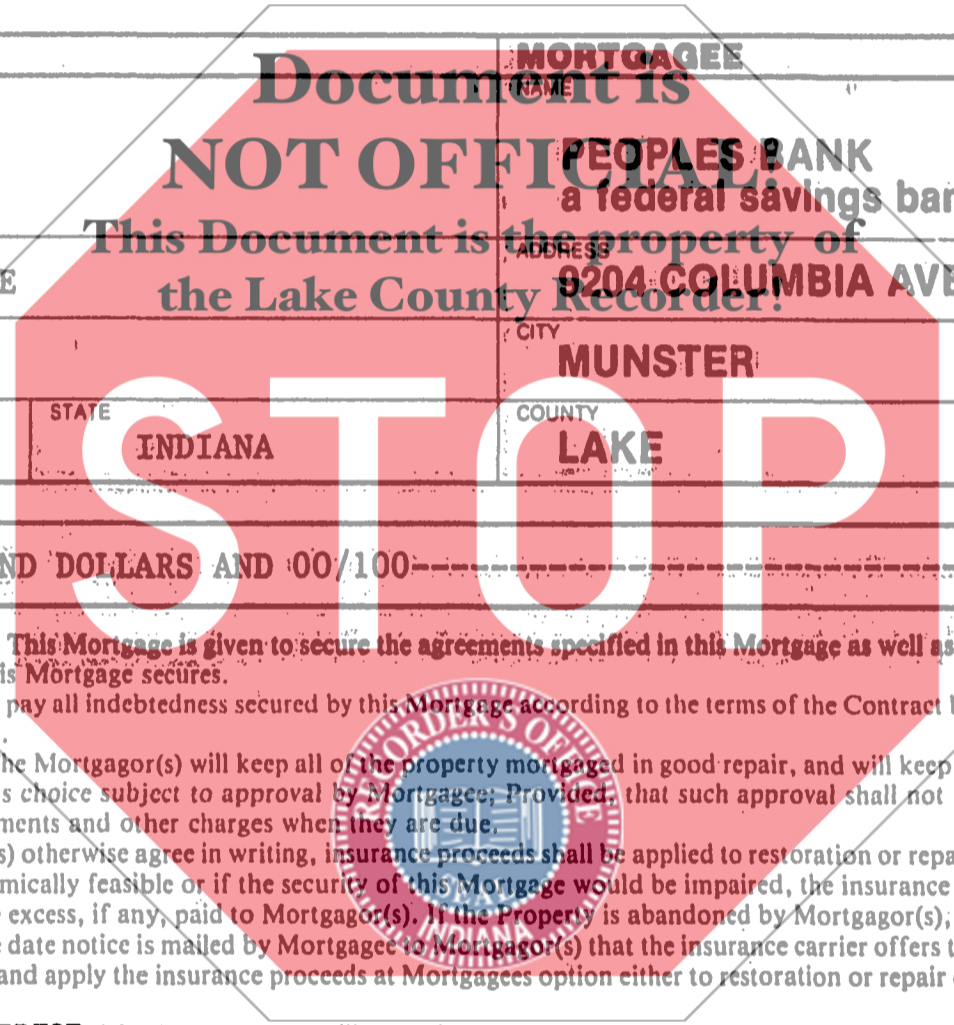 MORTGAGEE
NAME
Document is
NOT OFFICIAL!
PEOPLES BANK
a federal savings ban
This Document is the property of
the Lake County Recorder!
ADDRESS
E
9204 COLUMBIA AVE
CITY
MUNSTER
STATE
INDIANA
COUNTY
LAKE
STOP
ND DOLLARS AND 00/100
This Mortgage is given to secure the agreements specified in this Mortgage as well as
is Mortgage secures.
pay all indebtedness secured by this Mortgage according to the terms of the Contract
he Mortgagor(s) will keep all of the property mortgaged in good repair, and will keep
s choice subject to approval by Mortgagee; Provided, that such approval shall not
ments and other charges when they are due.
s) otherwise agree in writing, insurance proceeds shall be applied to restoration or repa
mically feasible or if the security of this Mortgage would be impaired, the insurance
excess, if any, paid to Mortgagor(s). If the Property is abandoned by Mortgagor(s),
date notice is mailed by Mortgagee to Mortgagor(s) that the insurance carrier offers t
and apply the insurance proceeds at Mortgagees option either to restoration or repair
RECORDER'S OFFICE
SEAL
INDIANA